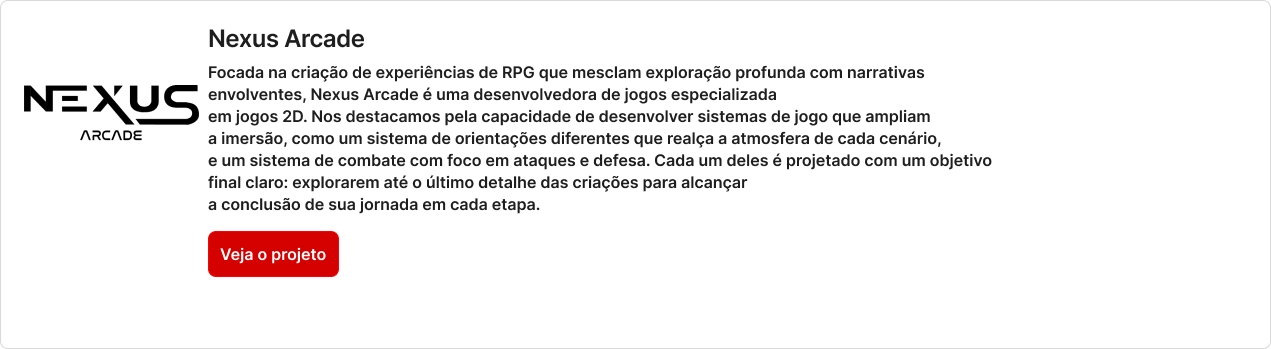 Nexus Arcade
Focada na criação de experiências de RPG que mesclam exploração profunda com narrativas
envolventes, Nexus Arcade é uma desenvolvedora de jogos especializada
em jogos 2D. Nos destacamos pela capacidade de desenvolver sistemas de jogo que ampliam
a imersão, como um sistema de orientações diferentes que realça a atmosfera de cada cenário,
e um sistema de combate com foco em ataques e defesa. Cada um deles é projetado com um objetivo
final claro: explorarem até o último detalhe das criações para alcançar
a conclusão de sua jornada em cada etapa.
NEXUS
ARCADE
Veja o projeto